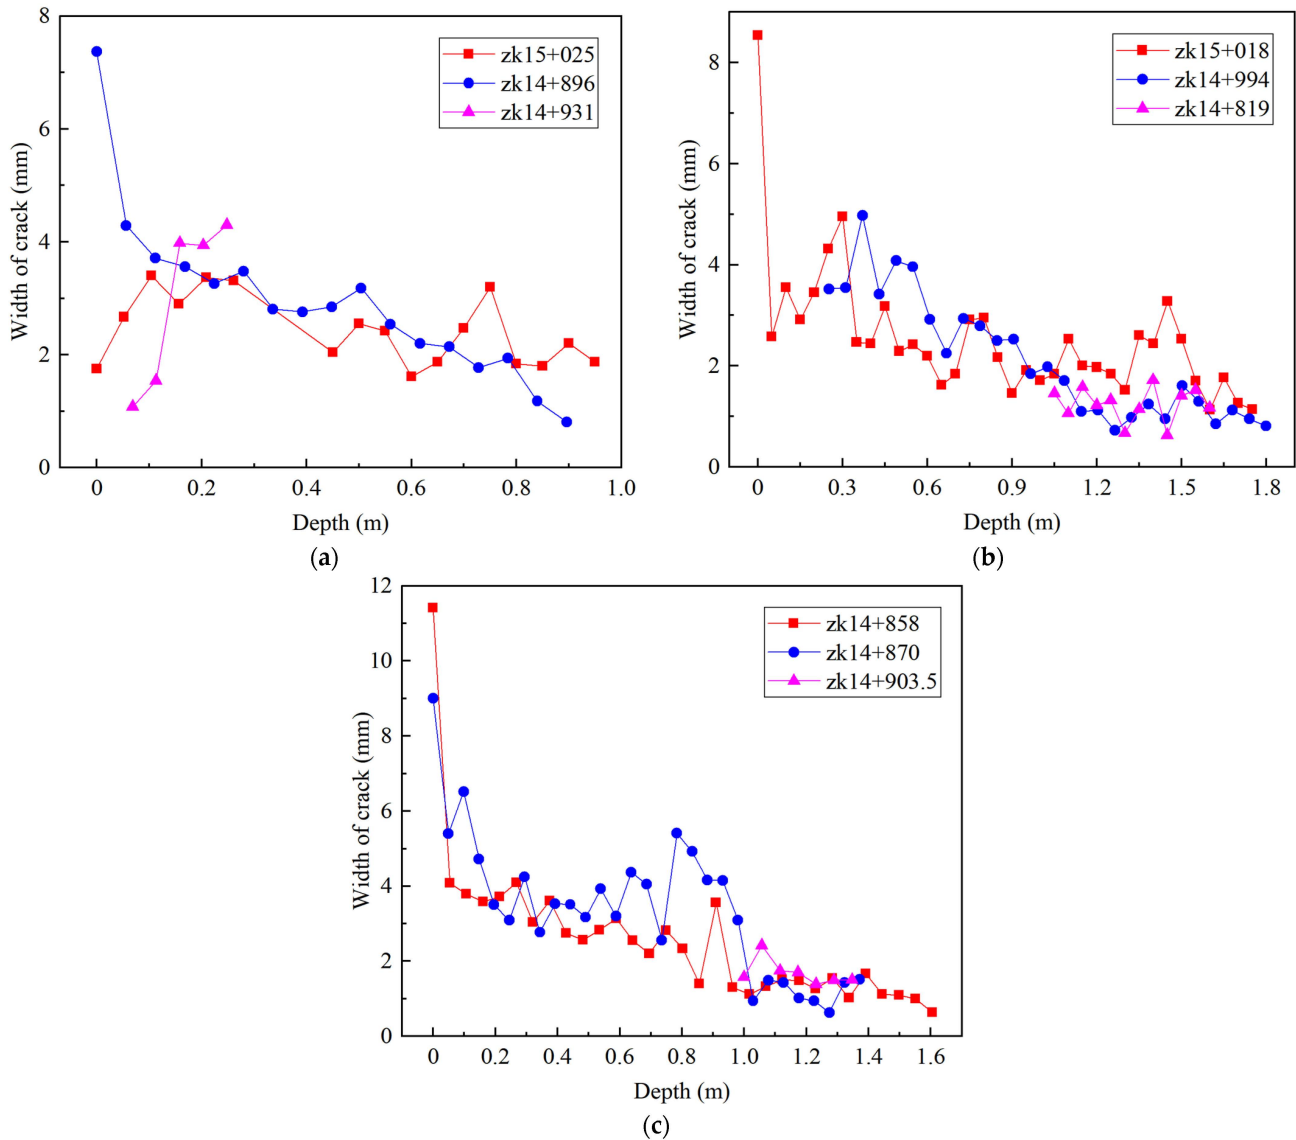 8
6
4
2
0
Width of crack (mm)
zk15+025
zk14+896
zk14+931
0 0.2 0.4 0.6 0.8 1.0
Depth (m)
(a)
8
6
4
2
0
Width of crack (mm)
zk15+018
zk14+994
zk14+819
0 0.3 0.6 0.9 1.2 1.5 1.8
Depth (m)
(b)
12
10
8
6
4
2
0
Width of crack (mm)
zk14+858
zk14+870
zk14+903.5
0 0.2 0.4 0.6 0.8 1.0 1.2 1.4 1.6
Depth (m)
(c)